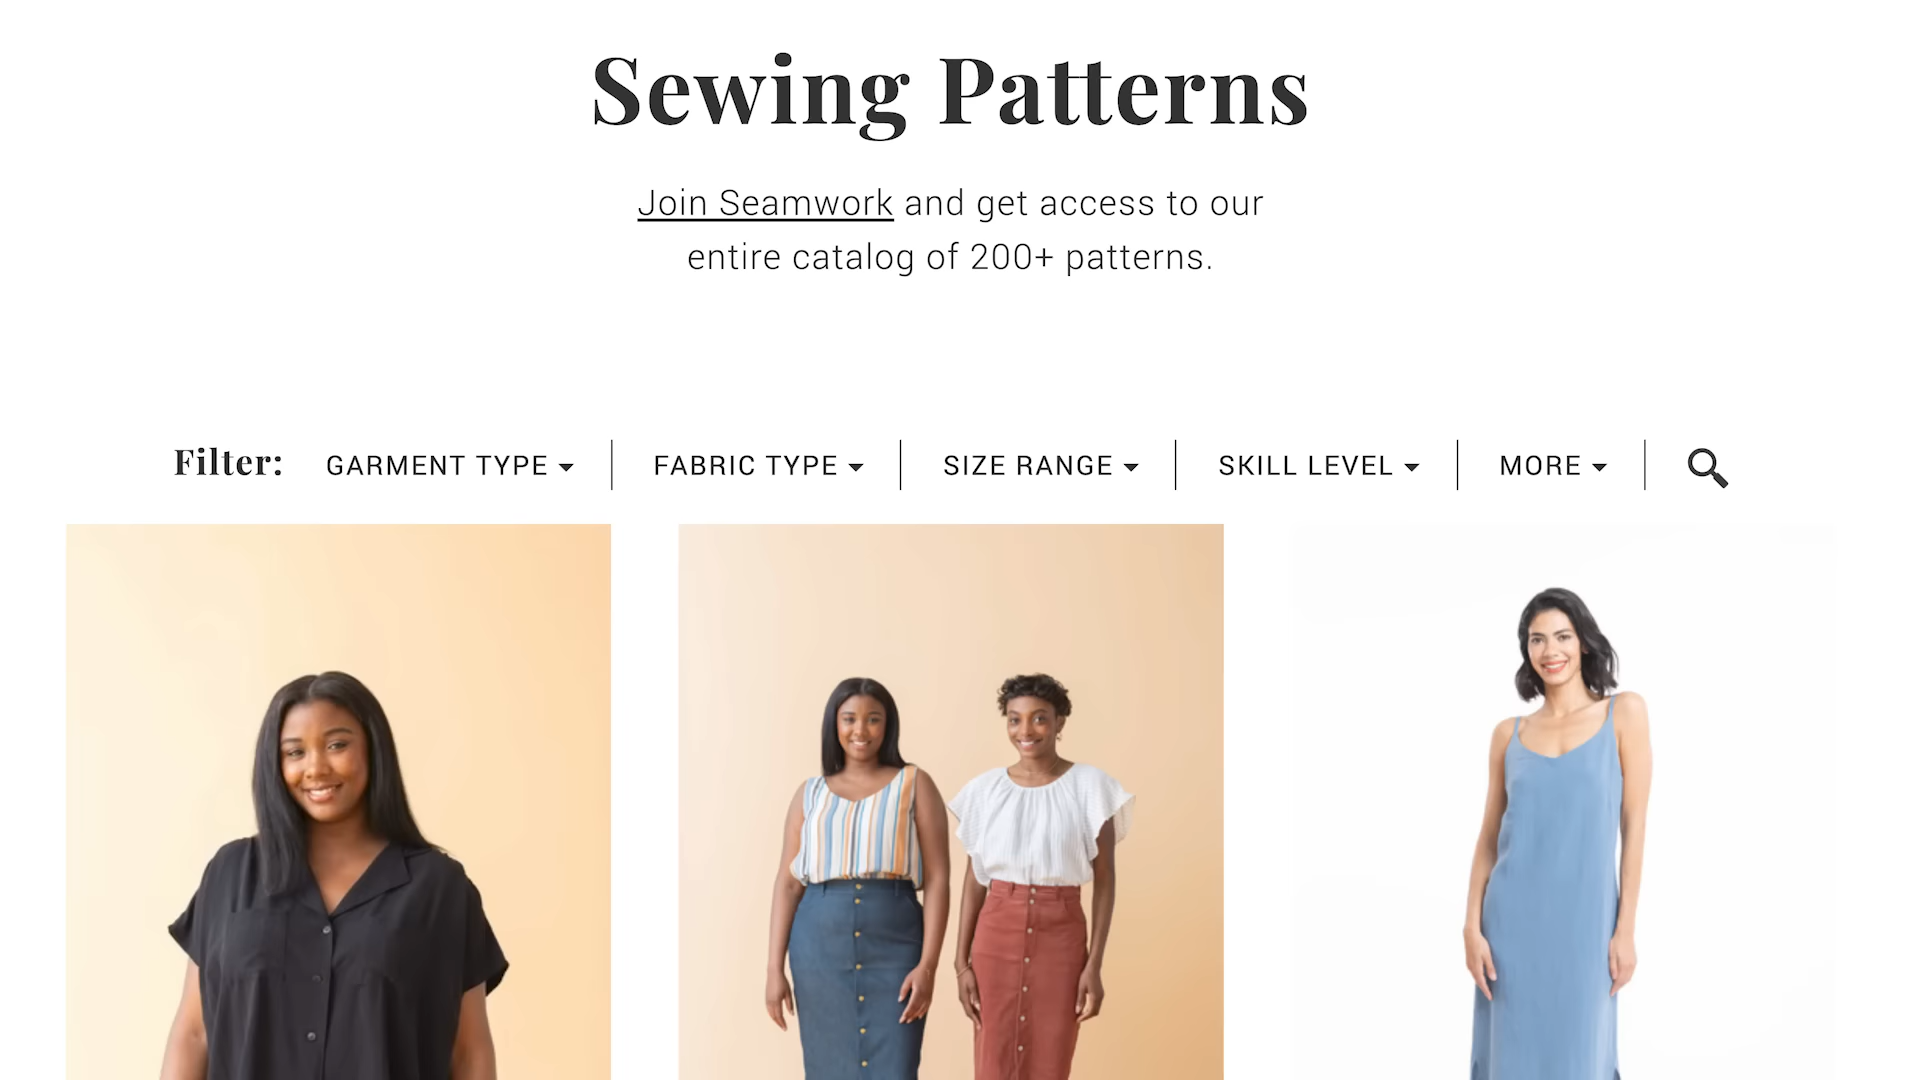 Sewing Patterns
Join Seamwork and get access to our
entire catalog of 200+ patterns.
Filter: GARMENT TYPE FABRIC TYPE SIZE RANGE SKILL LEVEL MORE